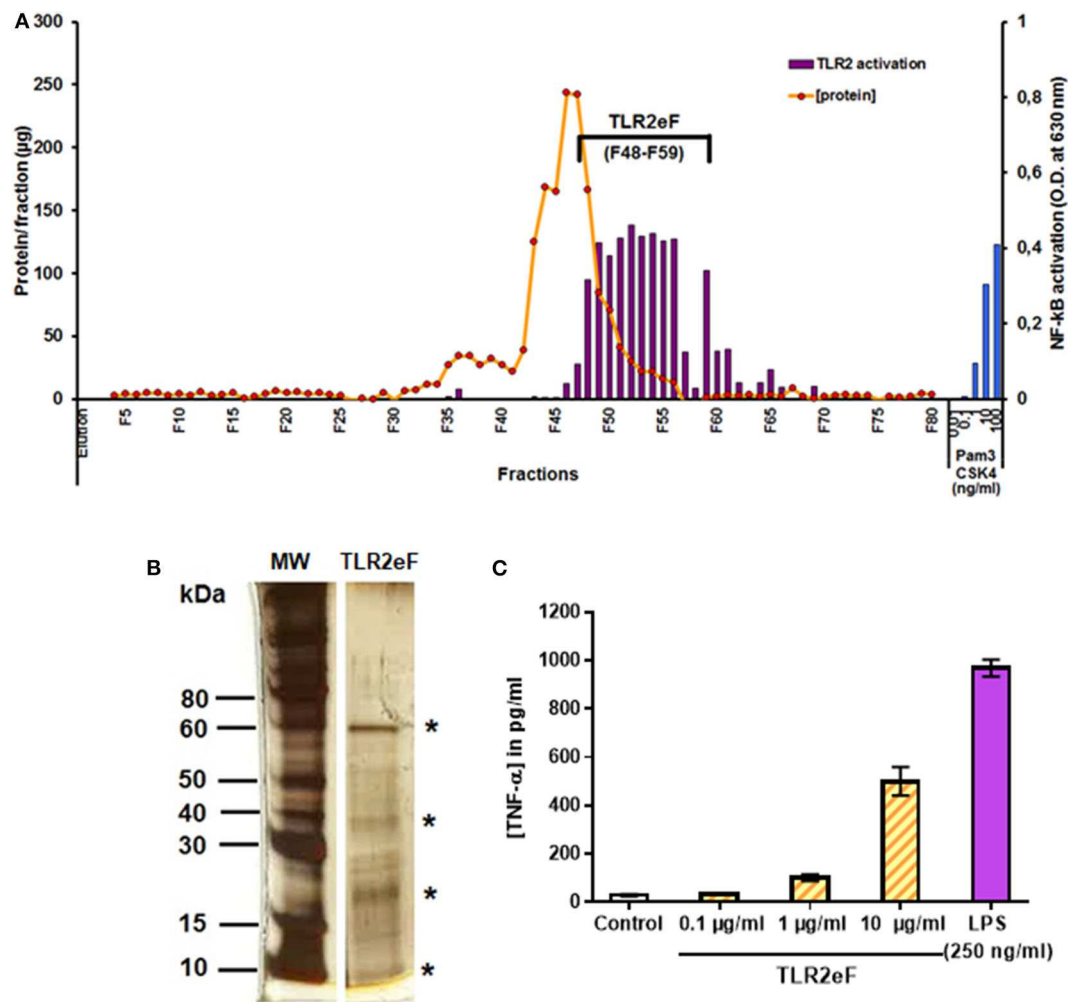 A
300
250
200
150
100
50
0
Protein/fraction (µg)
TLR2 activation
[protein]
TLR2eF
(F48-F59)
1
0,8
0,6
0,4
0,2
0
NF-kB activation (O.D. at 630 nm)
Elution
F5
F10
F15
F20
F25
F30
F35
F40
F45
F50
F55
F60
F65
F70
F75
F80
0,01
0,1
1
10
100
Fractions
Pam3
CSK4
(ng/ml)
B
MW
TLR2eF
kDa
80
60
50
40
30
15
10
*
*
*
*
C
1200
1000
800
600
400
200
0
[TNF-α] in pg/ml
Control
0.1 µg/ml
1 µg/ml
10 µg/ml
LPS
(250 ng/ml)
TLR2eF